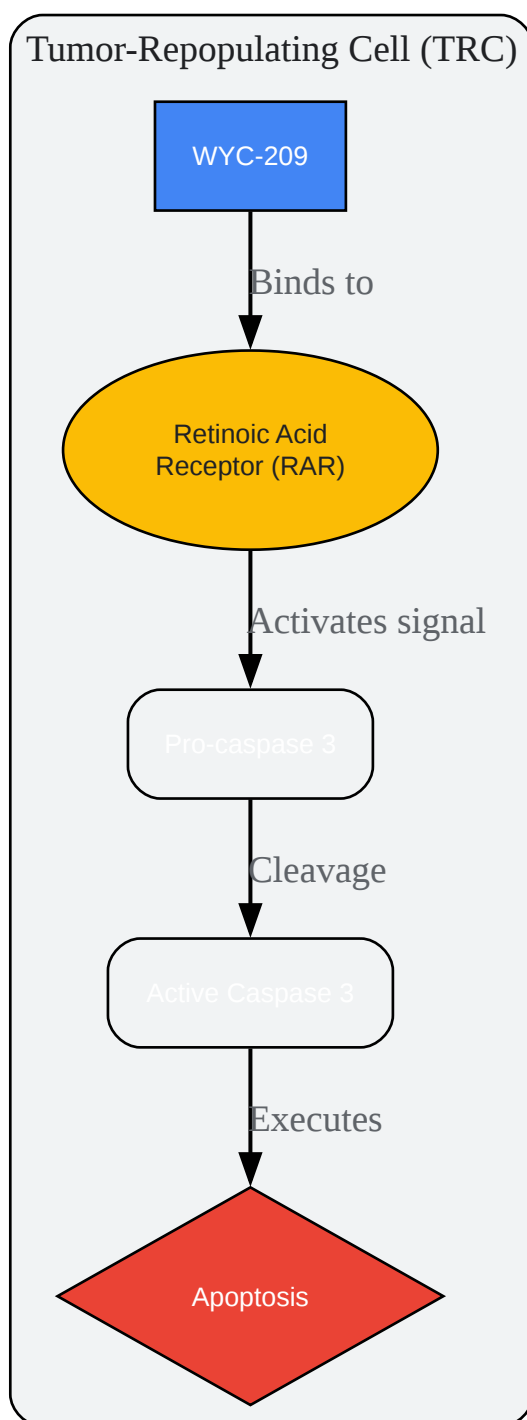 Tumor-Repopulating Cell (TRC)
WYC-209
Binds to
Retinoic Acid
Receptor (RAR)
Activates signal
Pro-caspase 3
Cleavage
Active Caspase 3
Executes
Apoptosis